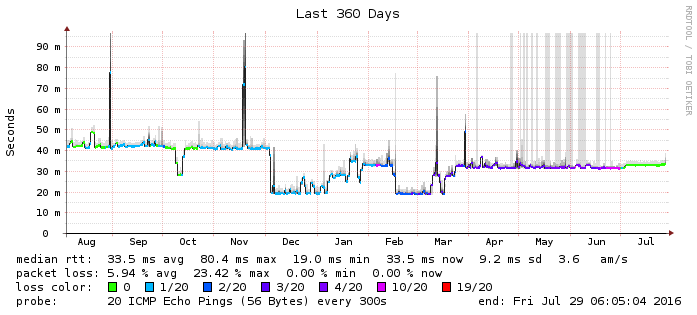 Last 360 Days
RRDTOOL / TOBI OETIKER
Seconds
90 m
80 m
70 m
60 m
50 m
40 m
30 m
20 m
10 m
0
Aug Sep Oct Nov Dec Jan Feb Mar Apr May Jun Jul
median rtt: 33.5 ms avg 80.4 ms max 19.0 ms min 33.5 ms now 9.2 ms sd 3.6 am/s
packet loss: 5.94 % avg 23.42 % max 0.00 % min 0.00 % now
loss color: 0 1/20 2/20 3/20 4/20 10/20 19/20
probe: 20 ICMP Echo Pings (56 Bytes) every 300s end: Fri Jul 29 06:05:04 2016